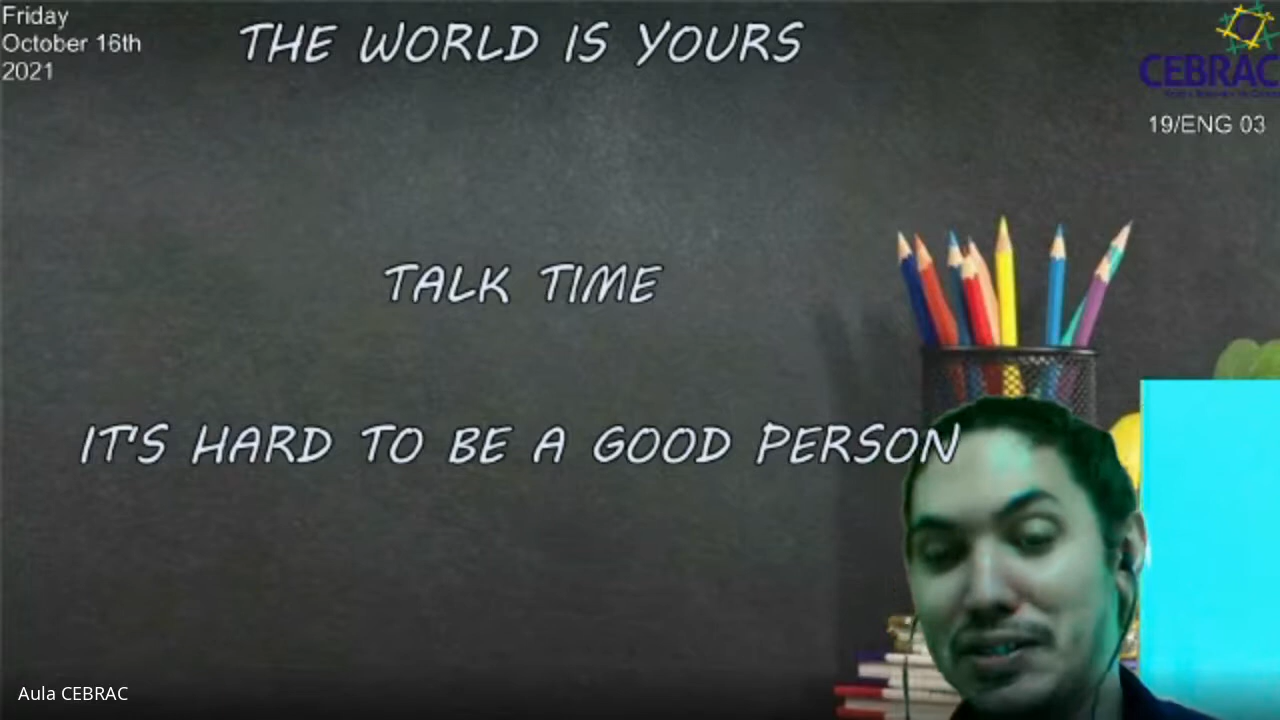 Friday
October 16th
2021
THE WORLD IS YOURS
CEBRAC
19/ENG 03
TALK TIME
IT'S HARD TO BE A GOOD PERSON
Aula CEBRAC